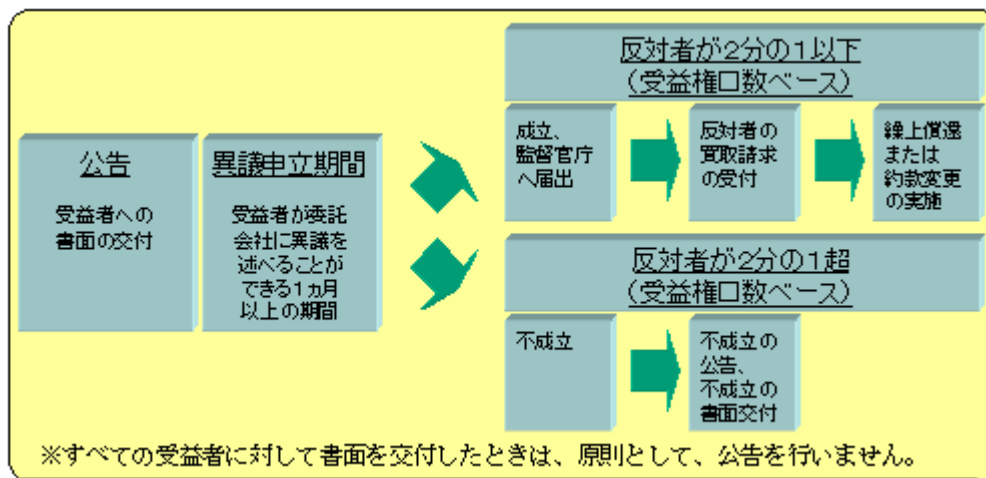 公告
受益者への
書面の交付
異議申立期間
受益者が委託
会社に異議を
述べることが
できる1ヵ月
以上の期間
反対者が2分の1以下
(受益権口数ベース)
成立、
監督官庁
へ届出
反対者の
買取請求
の受付
繰上償還
または
約款変更
の実施
反対者が2分の1超
(受益権口数ベース)
不成立
不成立の
公告、
不成立の
書面交付
※すべての受益者に対して書面を交付したときは、原則として、公告を行いません。